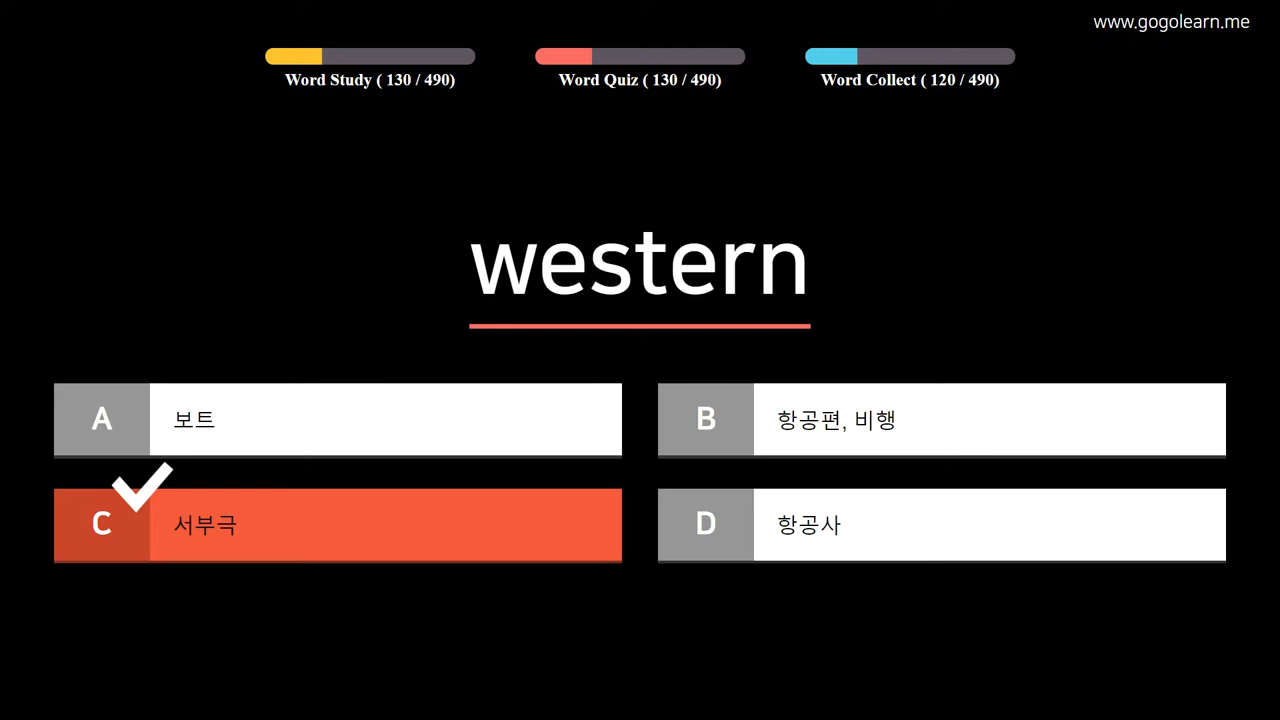 www.gogolearn.me
Word Study ( 130 / 490)
Word Quiz ( 130 / 490)
Word Collect ( 120 / 490)
western
A 보트
B 항공편, 비행
C 서부극
D 항공사